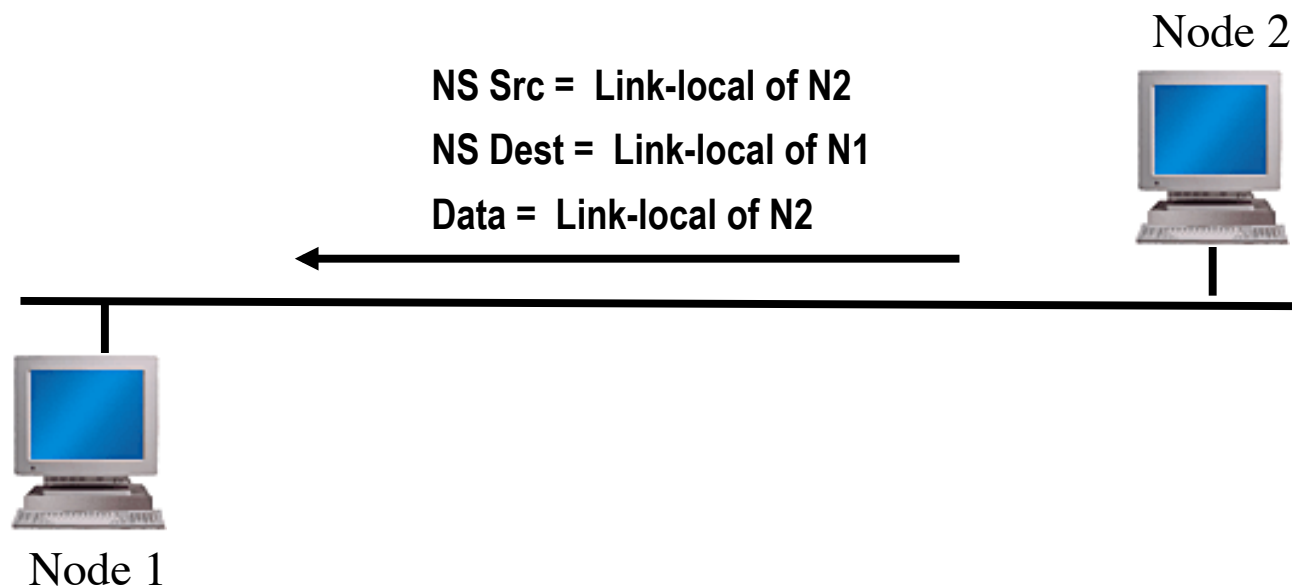 Node 2
NS Src = Link-local of N2
NS Dest = Link-local of N1
Data = Link-local of N2
Node 1